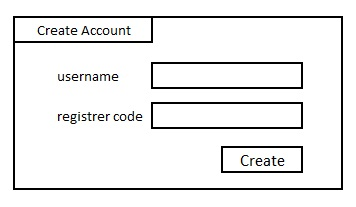 Create Account
username
registrer code
Create